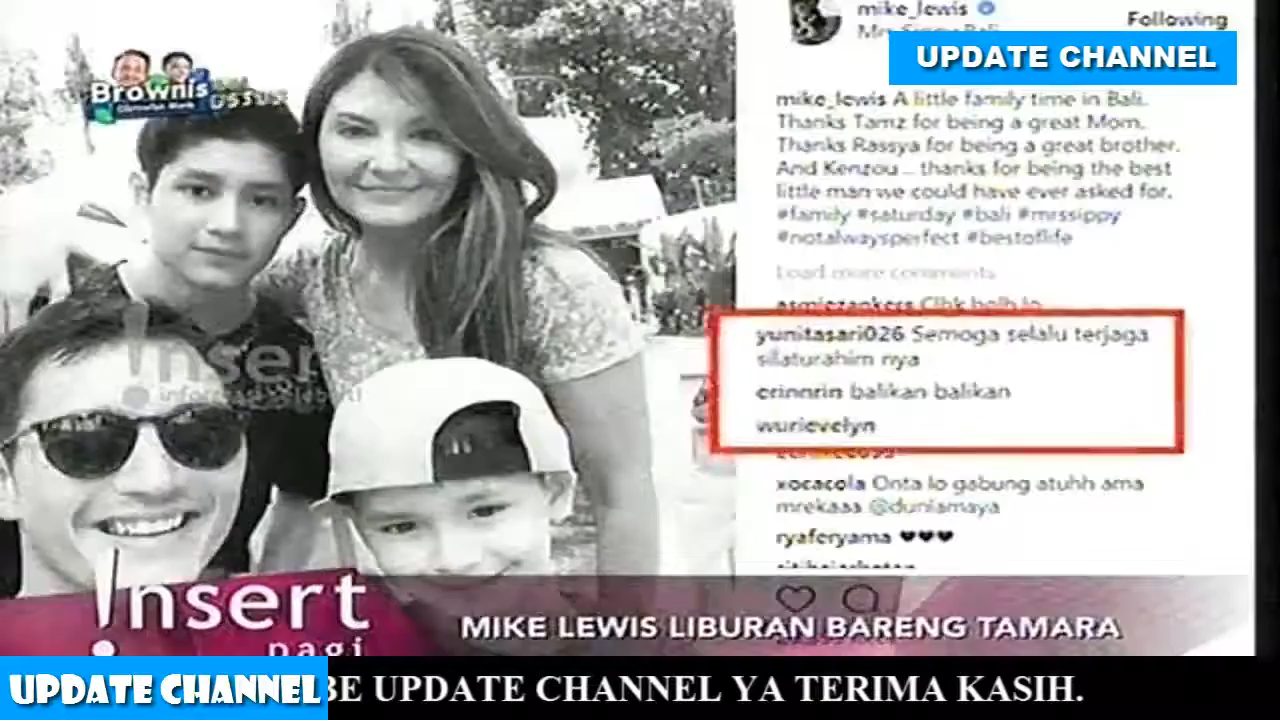 mike_lewis
Following
UPDATE CHANNEL
Brownis
mike_lewis A little family time in Bali.
Thanks Tamz for being a great Mom.
Thanks Rassya for being a great brother.
And Kenzou .. thanks for being the best
little man we could have ever asked for.
#family #saturday #bali #mrssippy
#notalwaysperfect #bestoflife
Load more comments
yunitasari026 Semoga selalu terjaga
silaturahim nya
erinnrin balikan balikan
wurievelyn
xocacola Onta lo gabung atuhh ama
mrekaaa @duniamaya
ryaferyama ♥♥♥
insert
insert
pagi
MIKE LEWIS LIBURAN BARENG TAMARA
UPDATE CHANNEL
BE UPDATE CHANNEL YA TERIMA KASIH.